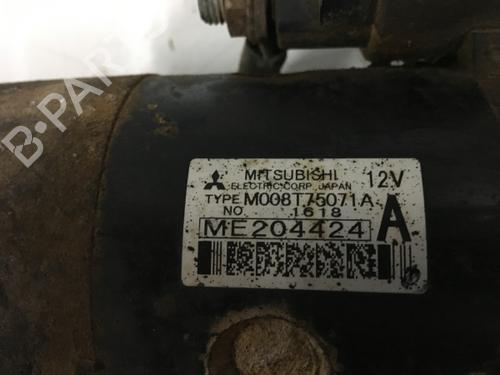 B-PARTS
MITSUBISHI 12V
ELECTRIC CORP. JAPAN
TYPE M008T75071A
NO. 1618
ME204424 A